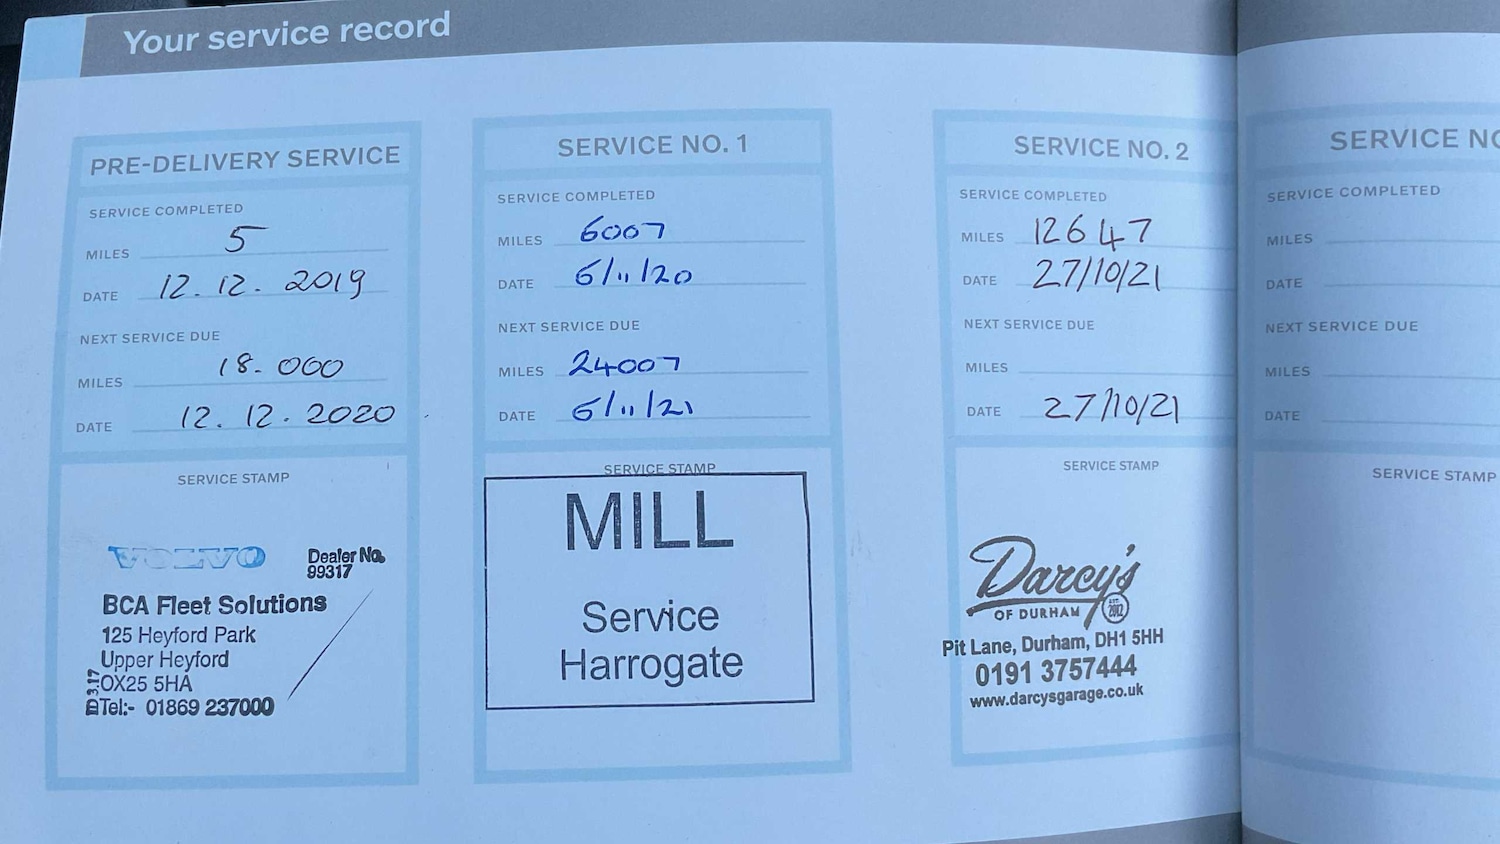 Your service record
PRE-DELIVERY SERVICE
SERVICE COMPLETED
MILES 5
DATE 12.12.2019
NEXT SERVICE DUE
MILES 18.000
DATE 12.12.2020
SERVICE STAMP
VOLVO
Dealer No.
99317
BCA Fleet Solutions
125 Heyford Park
Upper Heyford
OX25 5HA
Tel:- 01869 237000
SERVICE NO. 1
SERVICE COMPLETED
MILES 6007
DATE 6/11/20
NEXT SERVICE DUE
MILES 24007
DATE 6/11/21
SERVICE STAMP
MILL
Service
Harrogate
SERVICE NO. 2
SERVICE COMPLETED
MILES 12647
DATE 27/10/21
NEXT SERVICE DUE
MILES
DATE 27/10/21
SERVICE STAMP
Darcy's
OF DURHAM
EST. 2012
Pit Lane, Durham, DH1 5HH
0191 3757444
www.darcysgarage.co.uk
SERVICE NO
SERVICE COMPLETED
MILES
DATE
NEXT SERVICE DUE
MILES
DATE
SERVICE STAMP